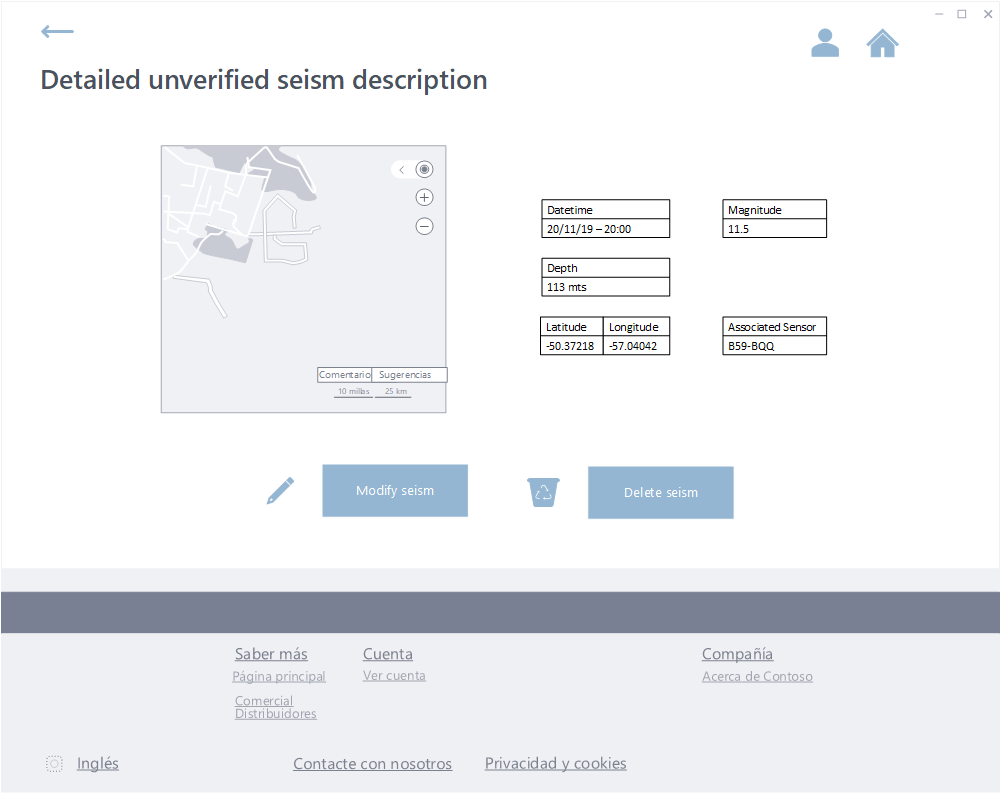 Detailed unverified seism description
Datetime
20/11/19 – 20:00
Magnitude
11.5
Depth
113 mts
Latitude Longitude
-50.37218 -57.04042
Associated Sensor
B59-BQQ
Comentario Sugerencias
10 millas 25 km
Modify seism
Delete seism
Saber más
Página principal
Comercial
Distribuidores
Cuenta
Ver cuenta
Compañía
Acerca de Contoso
Inglés
Contacte con nosotros
Privacidad y cookies